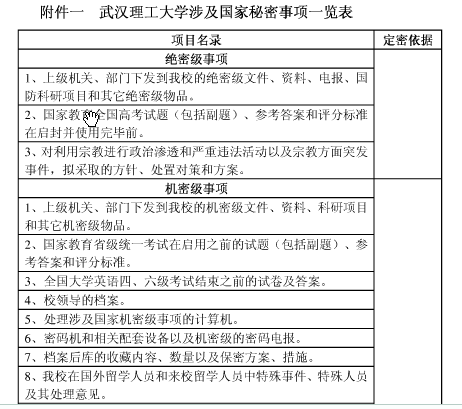 附件一　武汉理工大学涉及国家秘密事项一览表
项目名录
定密依据
绝密级事项
1、上级机关、部门下发到我校的绝密级文件、资料、电报、国
防科研项目和其它绝密级物品。
2、国家教育全国高考试题（包括副题）、参考答案和评分标准
在启封并使用完毕前。
3、对利用宗教进行政治渗透和严重违法活动以及宗教方面突发
事件，拟采取的方针、处置对策和方案。
机密级事项
1、上级机关、部门下发到我校的机密级文件、资料、科研项目
和其它机密级物品。
2、国家教育省级统一考试在启用之前的试题（包括副题）、参
考答案和评分标准。
3、全国大学英语四、六级考试结束之前的试卷及答案。
4、校领导的档案。
5、处理涉及国家机密级事项的计算机。
6、密码机和相关配套设备以及机密级的密码电报。
7、档案后库的收藏内容、数量以及保密方案、措施。
8、我校在国外留学人员和来校留学人员中特殊事件、特殊人员
及其处理意见。